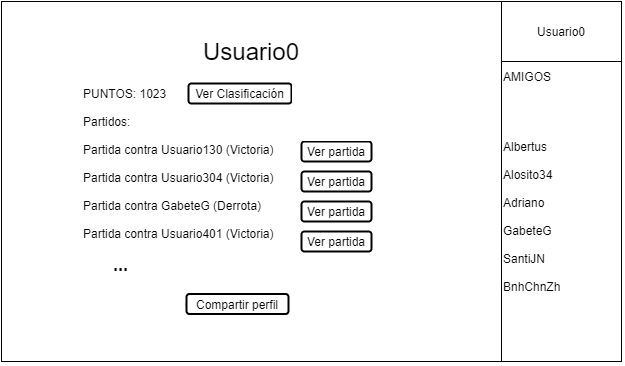 Usuario0
PUNTOS: 1023 Ver Clasificación
Partidos:
Partida contra Usuario130 (Victoria) Ver partida
Partida contra Usuario304 (Victoria) Ver partida
Partida contra GabeteG (Derrota) Ver partida
Partida contra Usuario401 (Victoria) Ver partida
...
Compartir perfil
Usuario0
AMIGOS
Albertus
Alosito34
Adriano
GabeteG
SantiJN
BnhChnZh